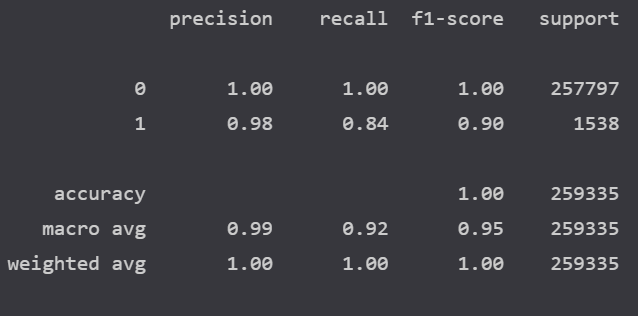 precision recall f1-score support
0 1.00 1.00 1.00 257797
1 0.98 0.84 0.90 1538
accuracy 1.00 259335
macro avg 0.99 0.92 0.95 259335
weighted avg 1.00 1.00 1.00 259335